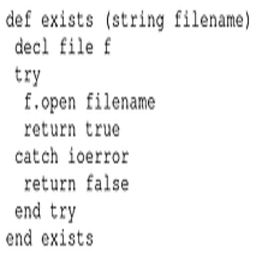 def exists (string filename)
 decl file f
 try
  f.open filename
  return true
 catch ioerror
  return false
 end try
end exists